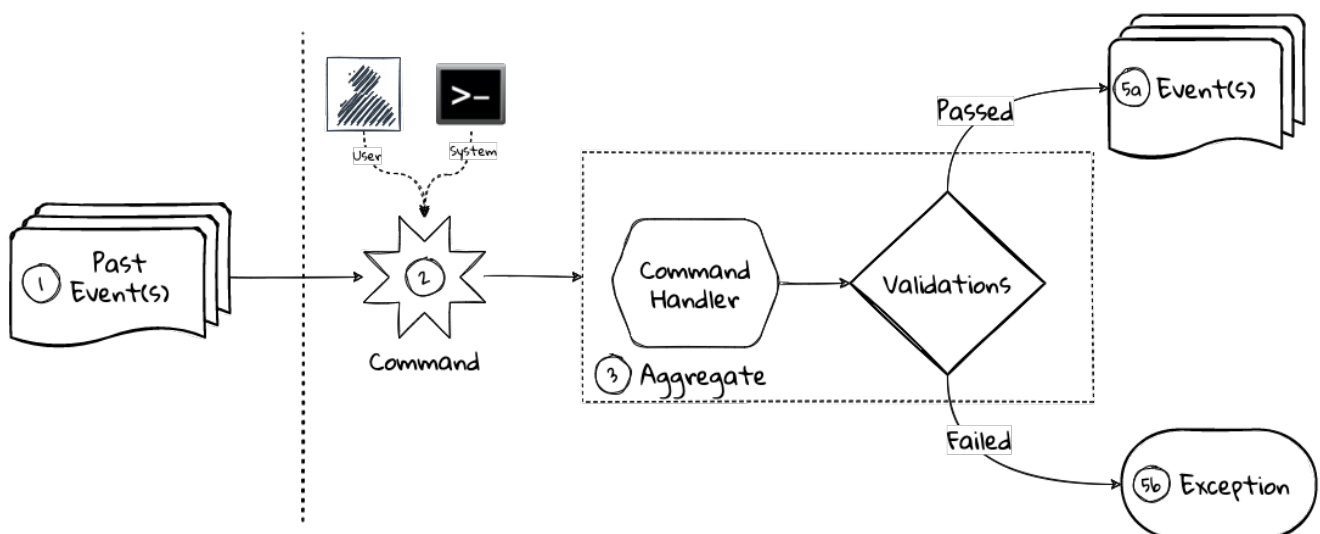 1
Past
Event(s)
>-
User
System
2
Command
Command
Handler
3 Aggregate
Validations
Passed
5a Event(s)
Failed
5b Exception